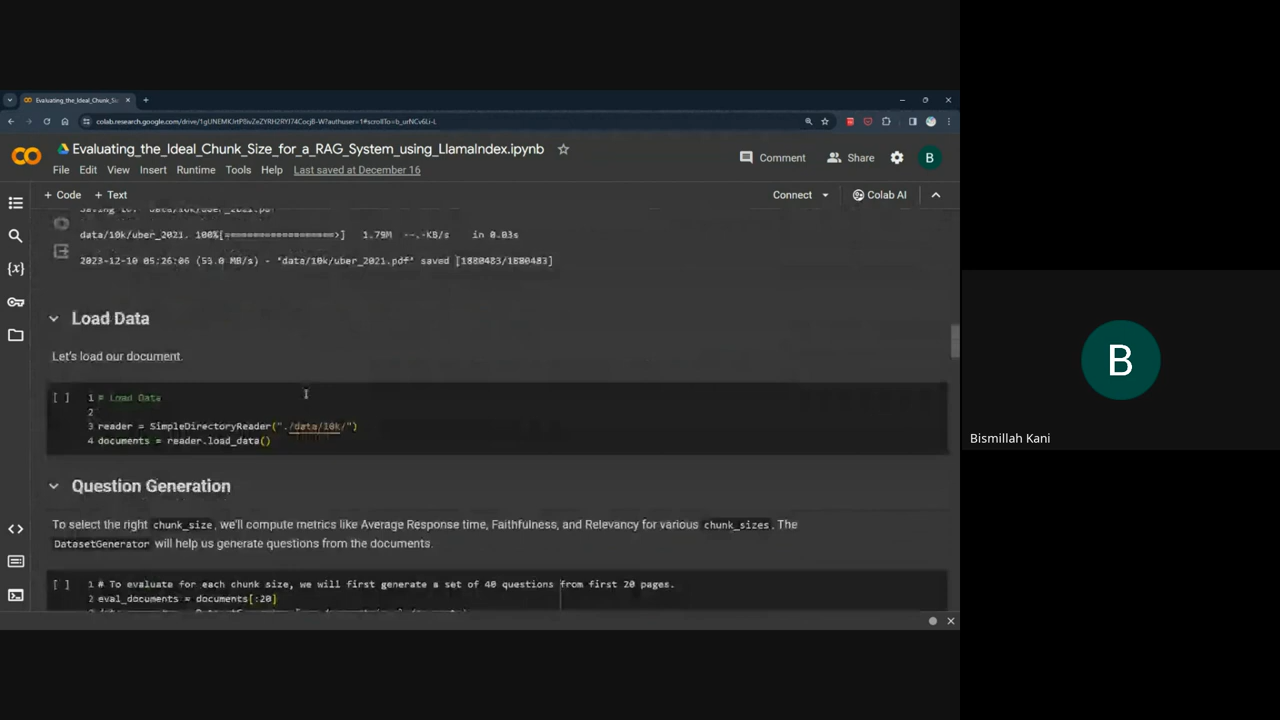 Evaluating_the_Ideal_Chunk_Si
colab.research.google.com/drive/
Evaluating_the_Ideal_Chunk_Size_for_a_RAG_System_using_LlamaIndex.ipynb
Comment
Share
B
File Edit View Insert Runtime Tools Help Last saved at December 16
+ Code + Text
Connect
Colab AI
data/10k/uber_2021. 100%[===================>] 1.79M --.-KB/s in 0.03s
2023-12-10 05:26:06 (53.0 MB/s) - 'data/10k/uber_2021.pdf' saved [1880483/1880483]
Load Data
Let's load our document.
[ ] 1 # Load Data
2
3 reader = SimpleDirectoryReader("./data/10k/")
4 documents = reader.load_data()
Question Generation
To select the right chunk_size, we'll compute metrics like Average Response time, Faithfulness, and Relevancy for various chunk_sizes. The
DatasetGenerator will help us generate questions from the documents.
[ ] 1 # To evaluate for each chunk size, we will first generate a set of 40 questions from first 20 pages.
2 eval_documents = documents[:20]
B
Bismillah Kani